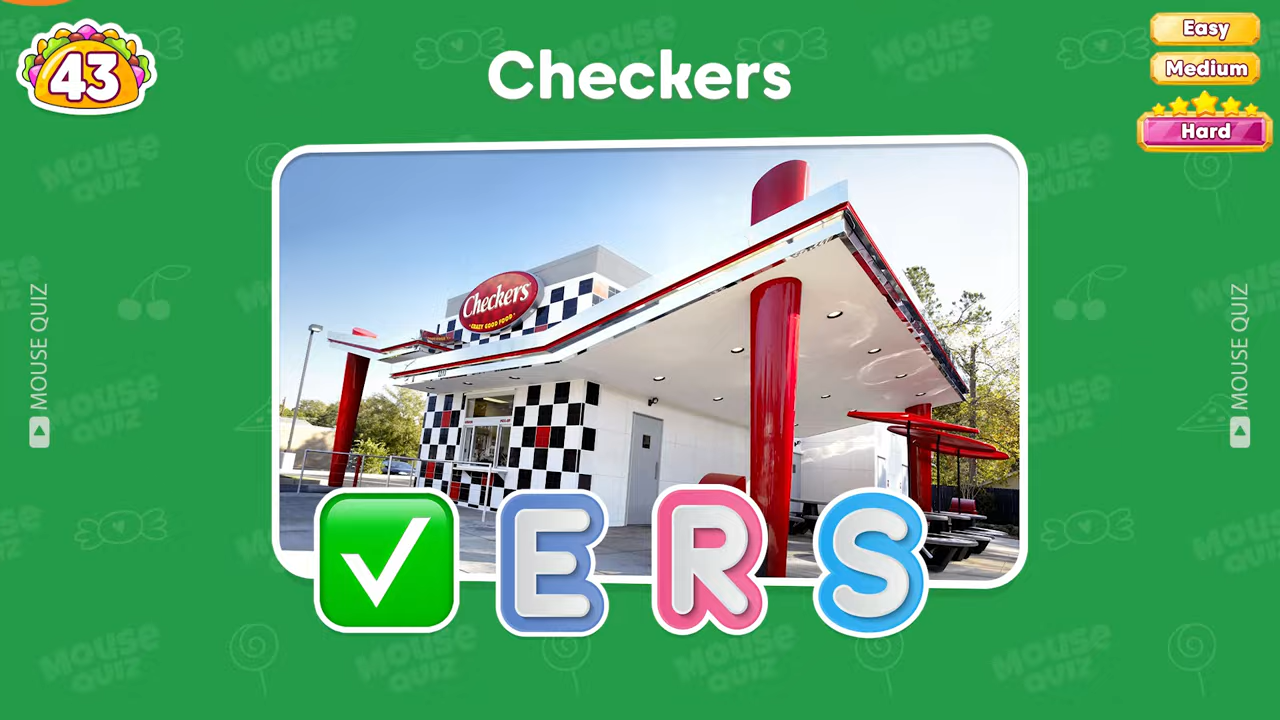 43
Checkers
Easy
Medium
Hard
MOUSE QUIZ
Checkers
CRAZY GOOD FOOD
MOUSE QUIZ
E R S